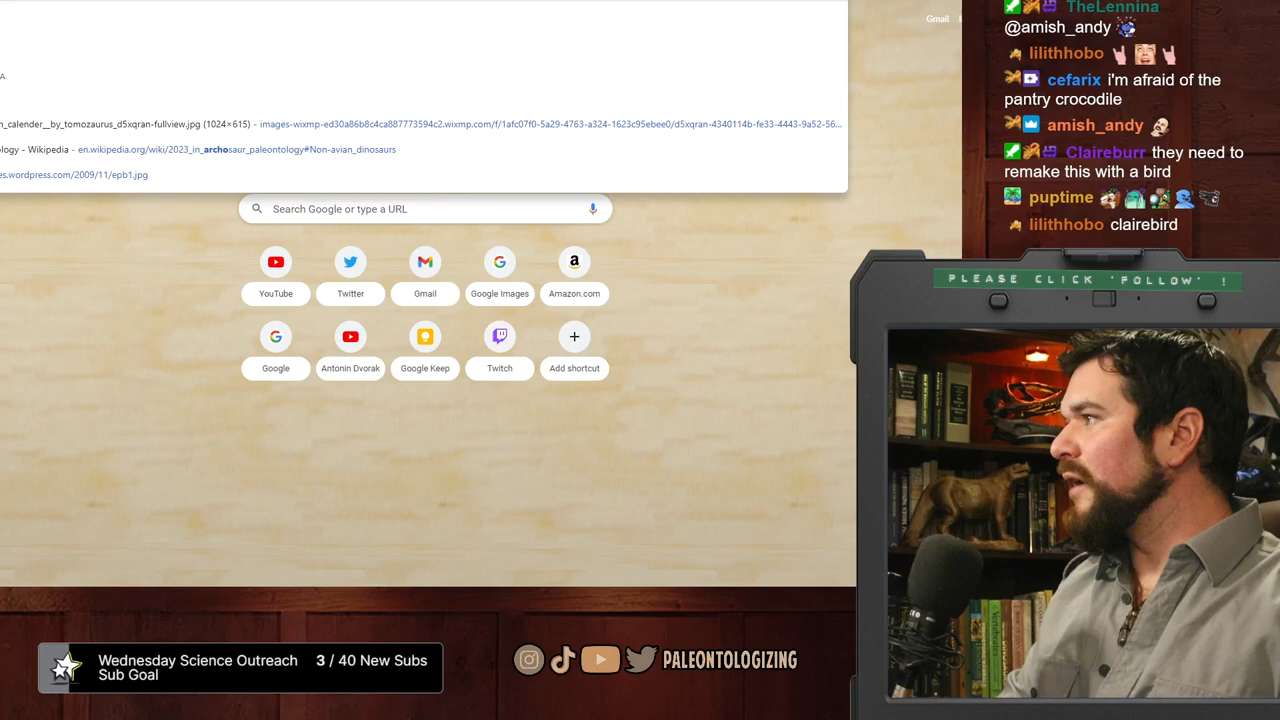 Gmail
A
n_calender__by_tomozaurus_d5xqran-fullview.jpg (1024×615) - images-wixmp-ed30a86b8c4ca887773594c2.wixmp.com/f/1afc07f0-5a29-4763-a324-1623c95ebee0/d5xqran-4340114b-fe33-4443-9a52-56...
ology - Wikipedia - en.wikipedia.org/wiki/2023_in_archosaur_paleontology#Non-avian_dinosaurs
es.wordpress.com/2009/11/epb1.jpg
Search Google or type a URL
YouTube
Twitter
Gmail
Google Images
Amazon.com
Google
Antonin Dvorak
Google Keep
Twitch
Add shortcut
TheLennina
@amish_andy
lilithhobo
cefarix i'm afraid of the
pantry crocodile
amish_andy
Claireburr they need to
remake this with a bird
puptime
lilithhobo clairebird
PLEASE CLICK 'FOLLOW' !
Vertebrates
Wednesday Science Outreach 3 / 40 New Subs
Sub Goal
PALEONTOLOGIZING